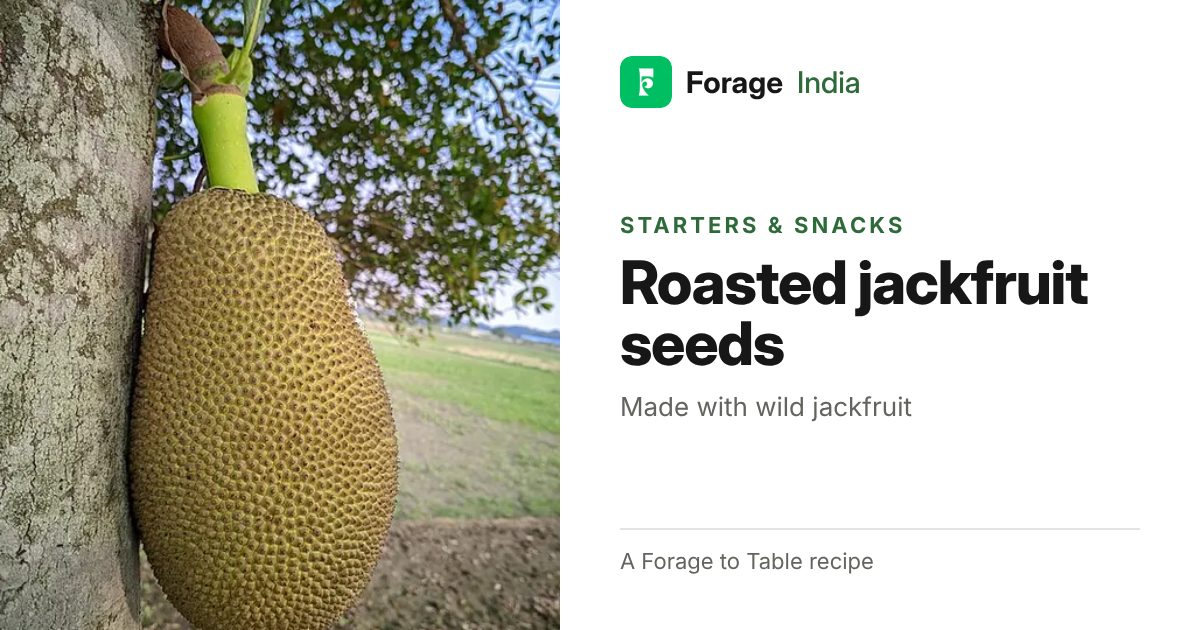 Forage India
STARTERS & SNACKS
Roasted jackfruit
seeds
Made with wild jackfruit
A Forage to Table recipe